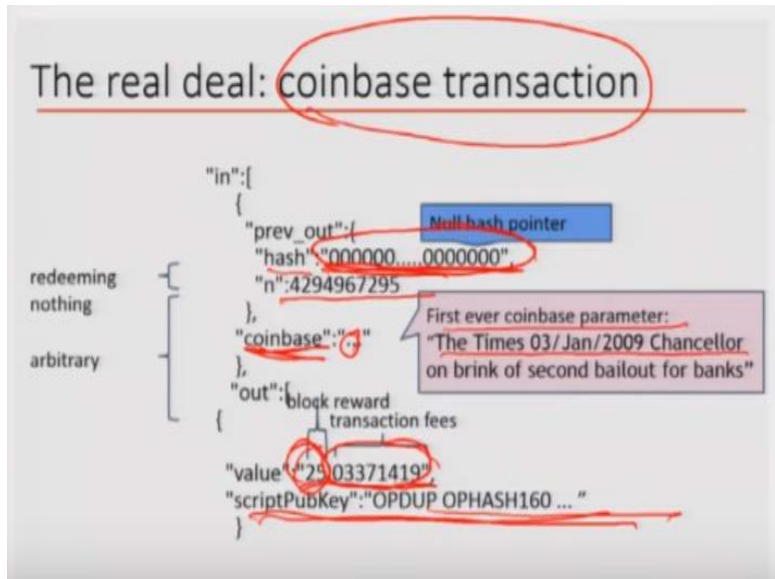 The real deal: coinbase transaction
"in":[
{
"prev_out":{
Null hash pointer
"hash":"000000.....0000000",
redeeming
nothing
"n":4294967295
},
First ever coinbase parameter:
"The Times 03/Jan/2009 Chancellor
on brink of second bailout for banks"
"coinbase":"..."
arbitrary
},
"out":[
block reward
{
transaction fees
"value":"25.03371419",
"scriptPubKey":"OPDUP OPHASH160 ... "
}